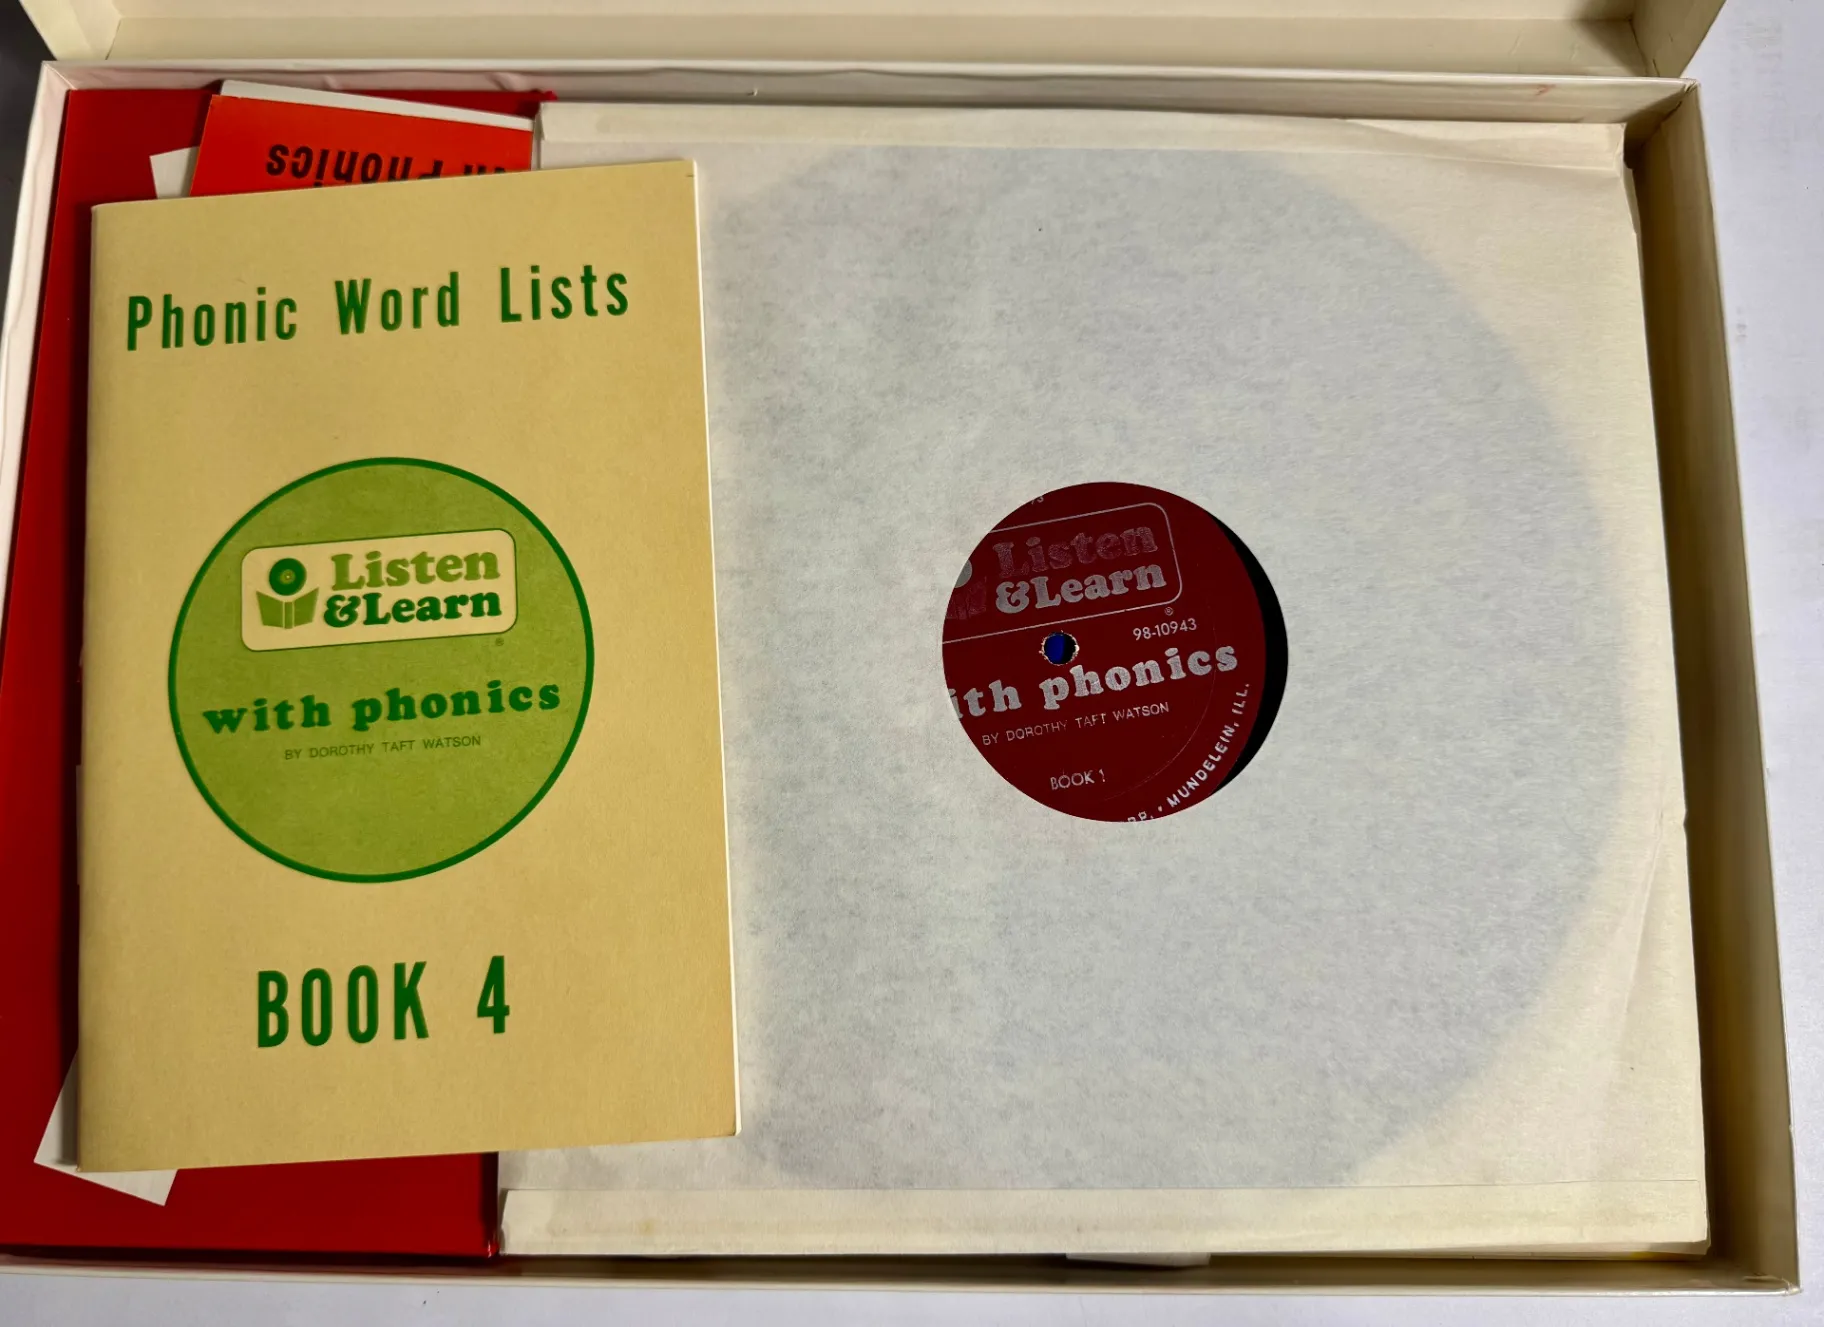 Phonics
Phonic Word Lists
Listen
&Learn
®
with phonics
BY DOROTHY TAFT WATSON
BOOK 4
Listen
&Learn
®
98-10943
ith phonics
BY DOROTHY TAFT WATSON
BOOK 1
MUNDELEIN, ILL.